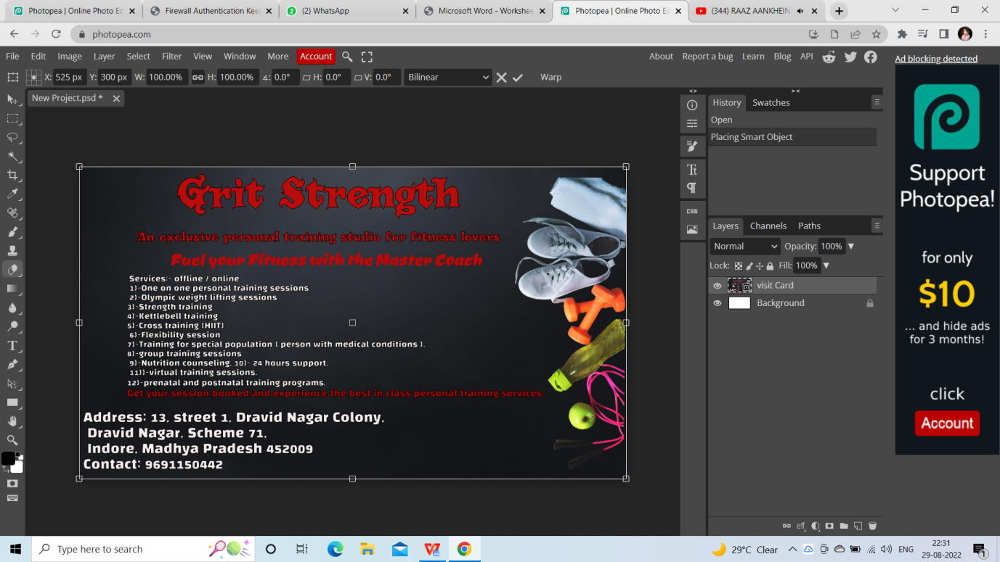 Photopea | Online Photo Ed
Firewall Authentication Keep
(2) WhatsApp
Microsoft Word - Workshee
Photopea | Online Photo Ed
(344) RAAZ AANKHEIN
photopea.com
File Edit Image Layer Select Filter View Window More Account
About Report a bug Learn Blog API
Ad blocking detected
X: 525 px Y: 300 px W: 100.00% H: 100.00% ∡: 0.0° H: 0.0° V: 0.0° Bilinear Warp
New Project.psd *
History Swatches
Open
Placing Smart Object
CSS
Layers Channels Paths
Normal Opacity: 100%
Lock: Fill: 100%
visit Card
Background
eff
Grit Strength
An exclusive personal training studio for fitness lovers
Fuel your Fitness with the Master Coach
Services:- offline / online
1)-One on one personal training sessions
2)-Olympic weight lifting sessions
3)-Strength training
4)-Kettlebell training
5)-Cross training (HIIT)
6)-Flexibility session
7)-Training for special population ( person with medical conditions ).
8)-group training sessions
9)-Nutrition counseling. 10)- 24 hours support.
11))-virtual training sessions.
12)-prenatal and postnatal training programs.
Get your session booked and experience the best in class personal training services.
Address: 13, street 1, Dravid Nagar Colony,
Dravid Nagar, Scheme 71,
Indore, Madhya Pradesh 452009
Contact: 9691150442
Support
Photopea!
for only
$10
... and hide ads
for 3 months!
click
Account
Type here to search
29°C Clear
ENG
22:31
29-08-2022
1